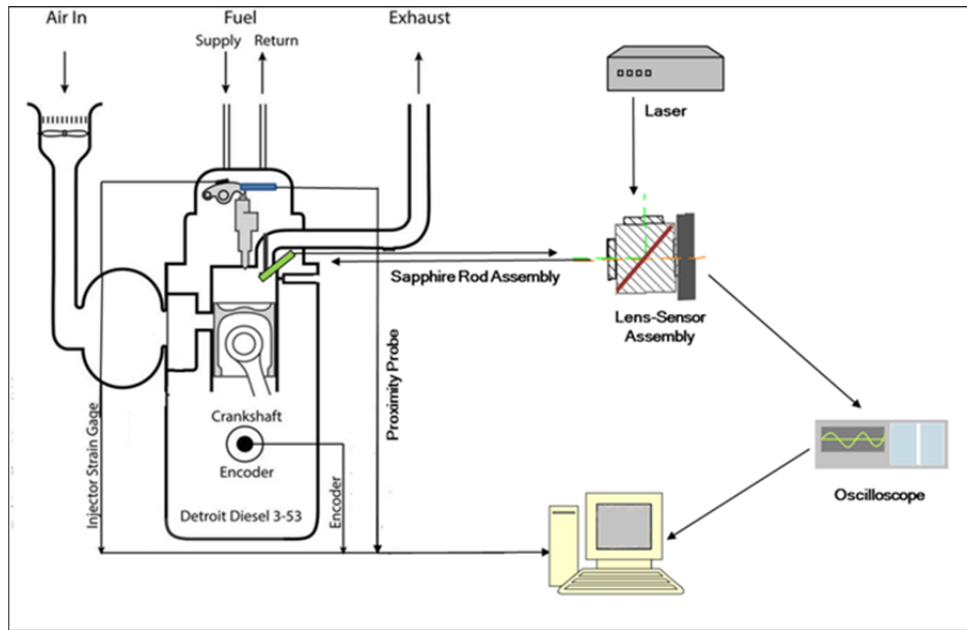 Air In
Fuel
Exhaust
Supply
Return
Laser
Sapphire Rod Assembly
Lens-Sensor
Assembly
Injector Strain Gage
Proximity Probe
Crankshaft
Encoder
Encoder
Detroit Diesel 3-53
Oscilloscope